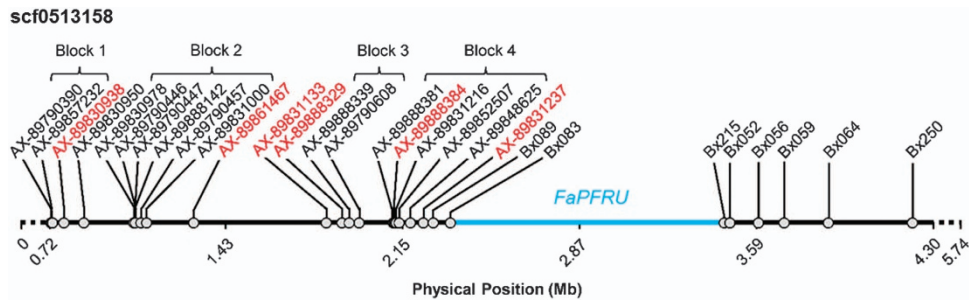 scf0513158
Block 1
Block 2
Block 3
Block 4
AX-89790390
AX-89857232
AX-89830938
AX-89830950
AX-89830978
AX-89790446
AX-89790447
AX-89888142
AX-89790457
AX-89831000
AX-89861467
AX-89831133
AX-89888329
AX-89888339
AX-89790608
AX-89888381
AX-89888384
AX-89831216
AX-89852507
AX-89848625
AX-89831237
Bx089
Bx083
Bx215
Bx052
Bx056
Bx059
Bx064
Bx250
FaPFRU
0
0.72
1.43
2.15
2.87
3.59
4.30
5.74
Physical Position (Mb)